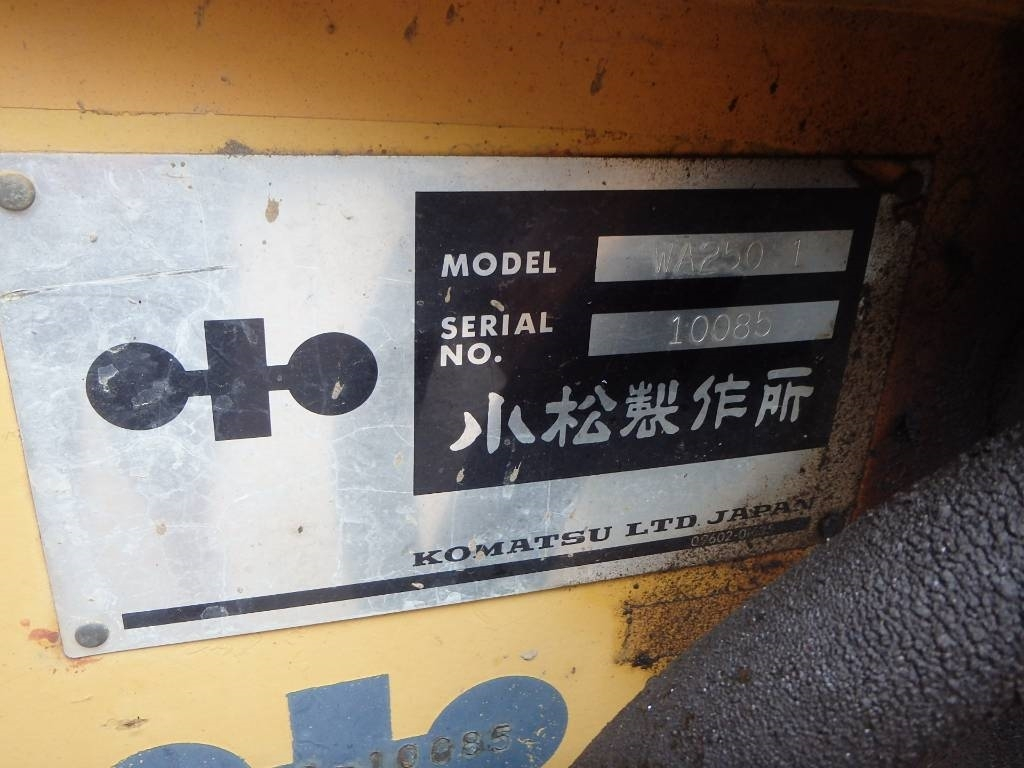 MODEL WA250 1
SERIAL NO. 10085
小松製作所
KOMATSU LTD. JAPAN
10085